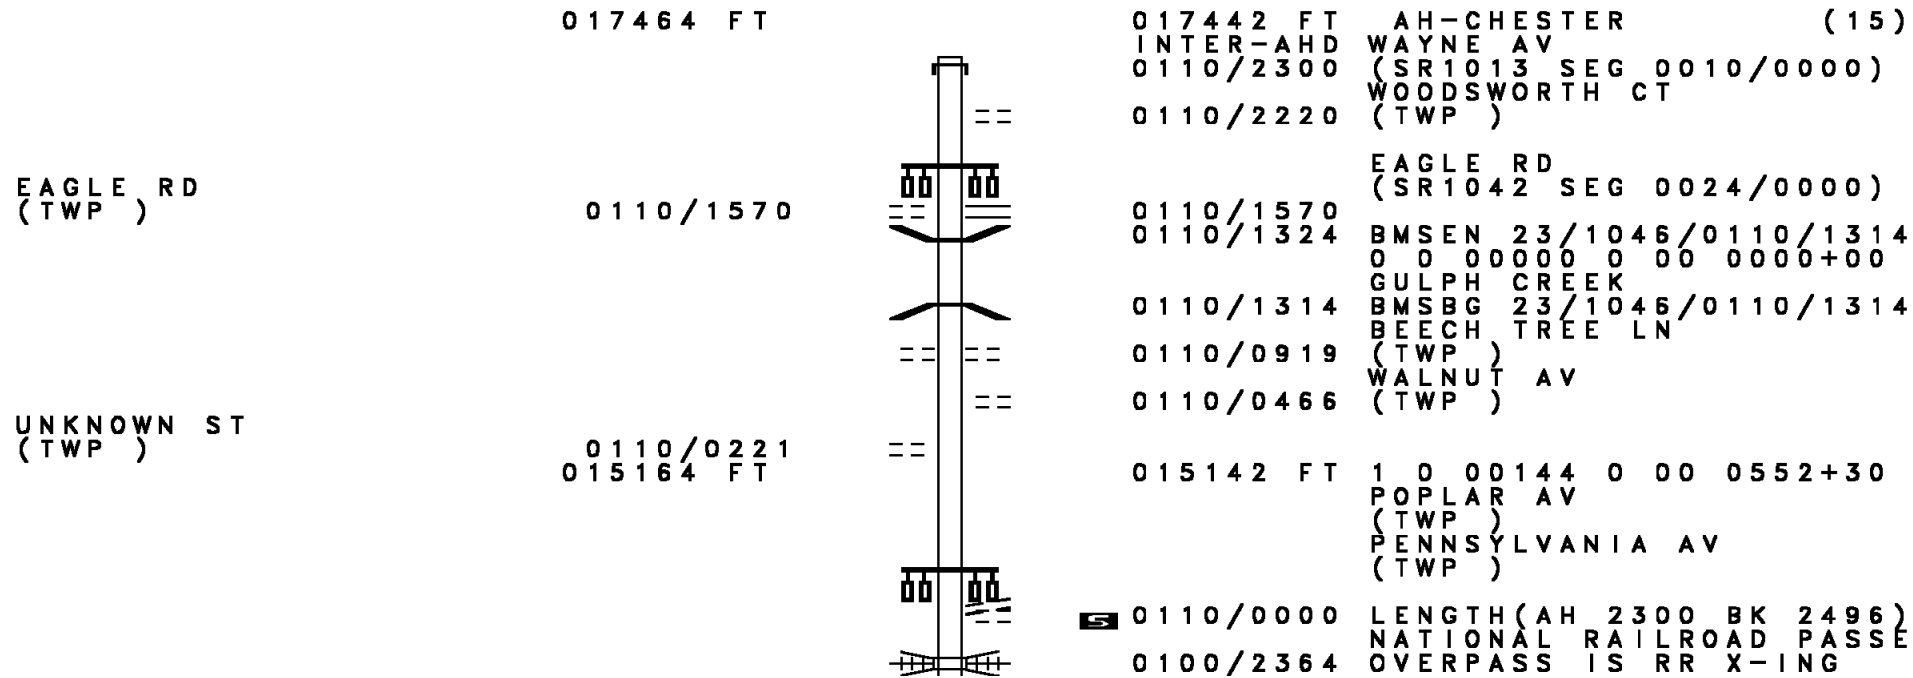 017464 FT 017442 FT AH-CHESTER (15)
INTER-AHD WAYNE AV
0110/2300 (SR1013 SEG 0010/0000)
WOODSWORTH CT
0110/2220 (TWP )
EAGLE RD
EAGLE RD (SR1042 SEG 0024/0000)
(TWP ) 0110/1570 0110/1570
0110/1324 BMSEN 23/1046/0110/1314
0 0 00000 0 00 0000+00
GULPH CREEK
0110/1314 BMSBG 23/1046/0110/1314
BEECH TREE LN
0110/0919 (TWP )
WALNUT AV
0110/0466 (TWP )
UNKNOWN ST
(TWP ) 0110/0221
015164 FT 015142 FT 1 0 00144 0 00 0552+30
POPLAR AV
(TWP )
PENNSYLVANIA AV
(TWP )
S 0110/0000 LENGTH(AH 2300 BK 2496)
NATIONAL RAILROAD PASSE
0100/2364 OVERPASS IS RR X-ING